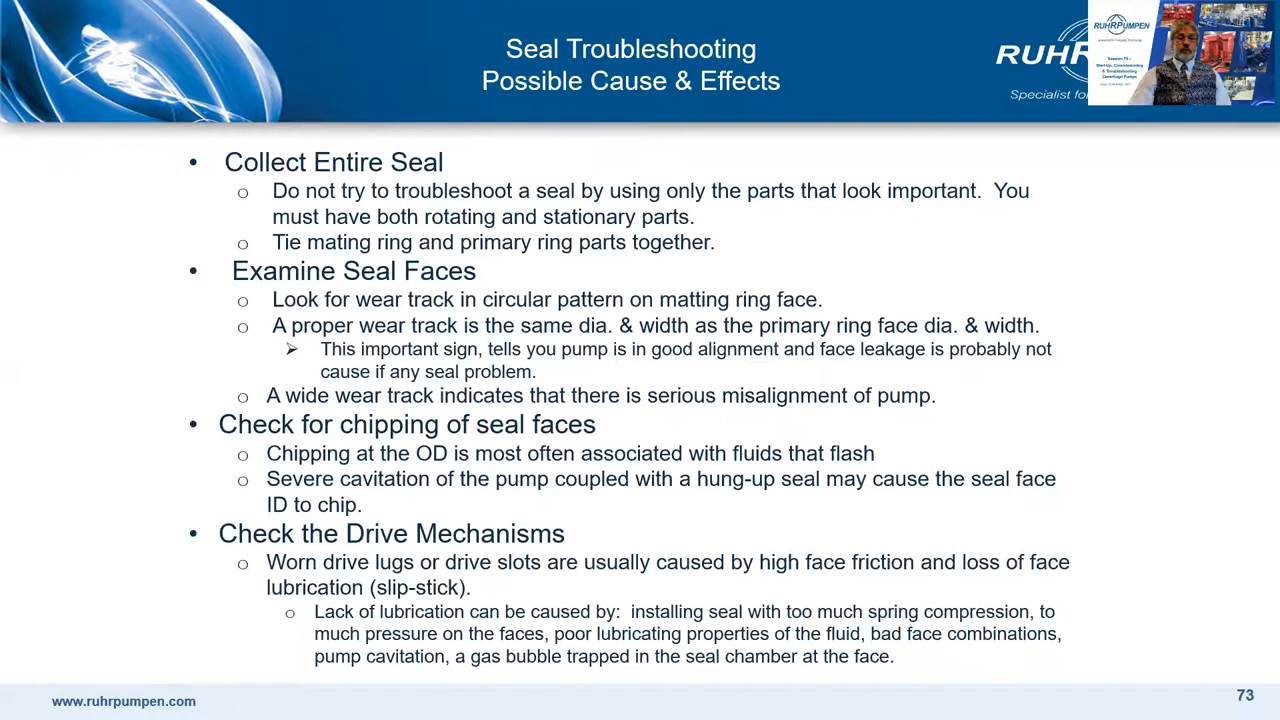 Seal Troubleshooting
Possible Cause & Effects
RUHR
Specialist for
RUHRPUMPEN
Session 15 –
Start-Up, Commissioning
& Troubleshooting
Centrifugal Pumps
• Collect Entire Seal
o Do not try to troubleshoot a seal by using only the parts that look important. You
must have both rotating and stationary parts.
o Tie mating ring and primary ring parts together.
• Examine Seal Faces
o Look for wear track in circular pattern on matting ring face.
o A proper wear track is the same dia. & width as the primary ring face dia. & width.
➢ This important sign, tells you pump is in good alignment and face leakage is probably not
cause if any seal problem.
o A wide wear track indicates that there is serious misalignment of pump.
• Check for chipping of seal faces
o Chipping at the OD is most often associated with fluids that flash
o Severe cavitation of the pump coupled with a hung-up seal may cause the seal face
ID to chip.
• Check the Drive Mechanisms
o Worn drive lugs or drive slots are usually caused by high face friction and loss of face
lubrication (slip-stick).
o Lack of lubrication can be caused by: installing seal with too much spring compression, to
much pressure on the faces, poor lubricating properties of the fluid, bad face combinations,
pump cavitation, a gas bubble trapped in the seal chamber at the face.
www.ruhrpumpen.com
73